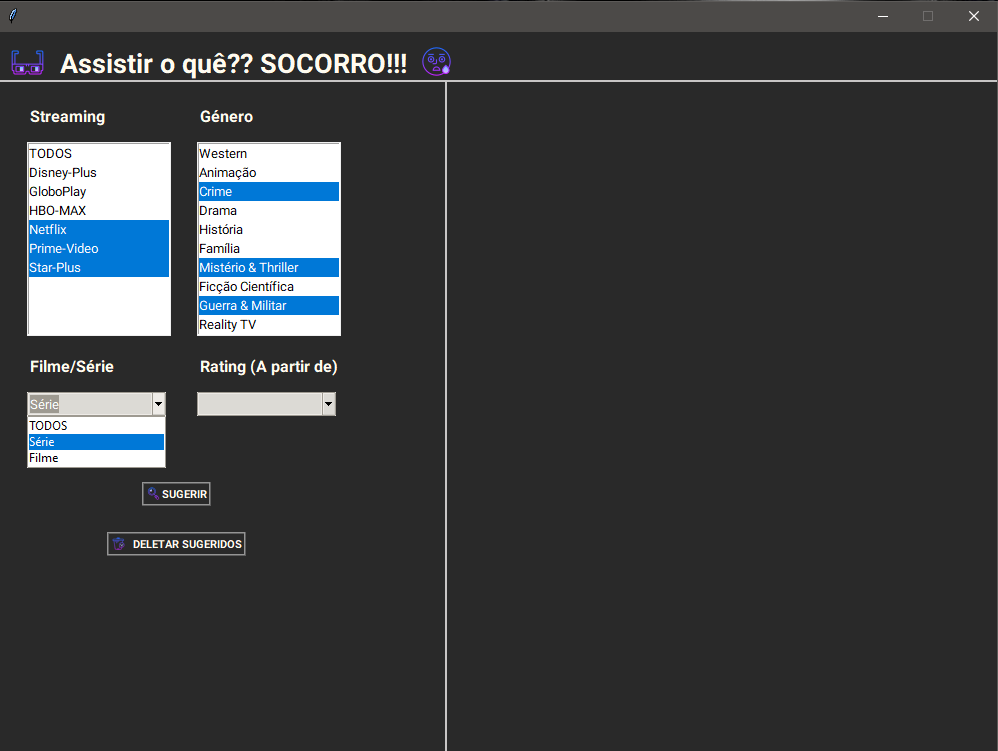 Assistir o quê?? SOCORRO!!!
Streaming
Género
TODOS
Disney-Plus
GloboPlay
HBO-MAX
Netflix
Prime-Video
Star-Plus
Western
Animação
Crime
Drama
História
Família
Mistério & Thriller
Ficção Científica
Guerra & Militar
Reality TV
Filme/Série
Rating (A partir de)
Série
TODOS
Série
Filme
SUGERIR
DELETAR SUGERIDOS